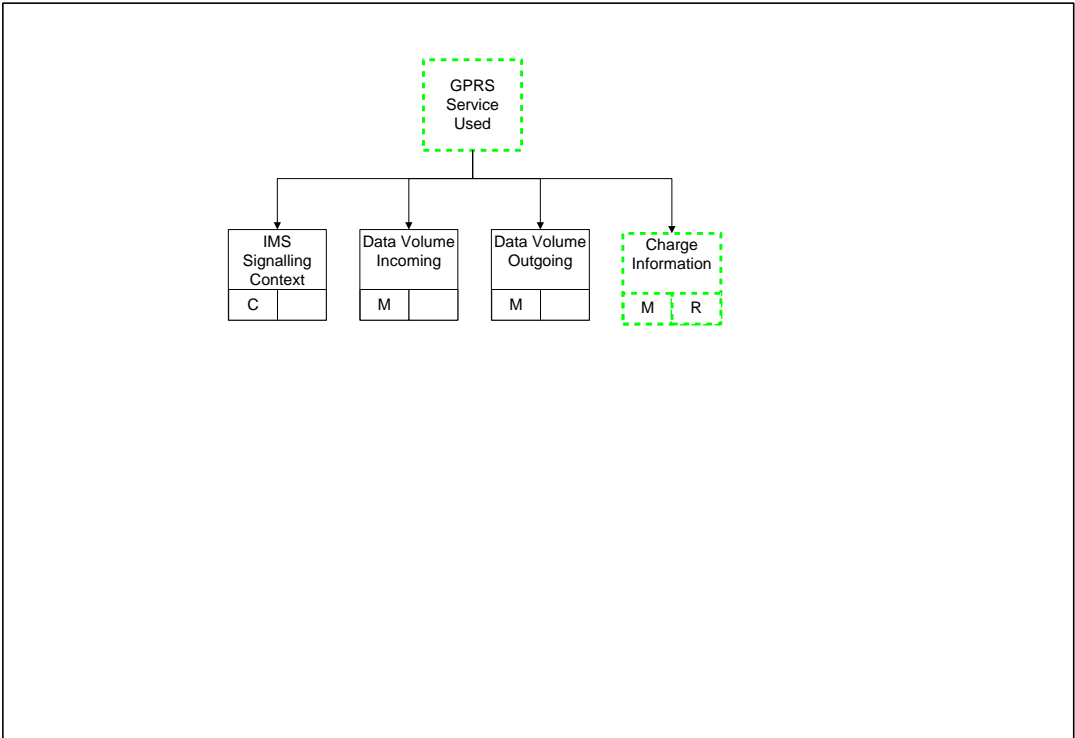 GPRS
Service
Used
IMS
Signalling
Context
C
Data Volume
Incoming
M
Data Volume
Outgoing
M
Charge
Information
M R